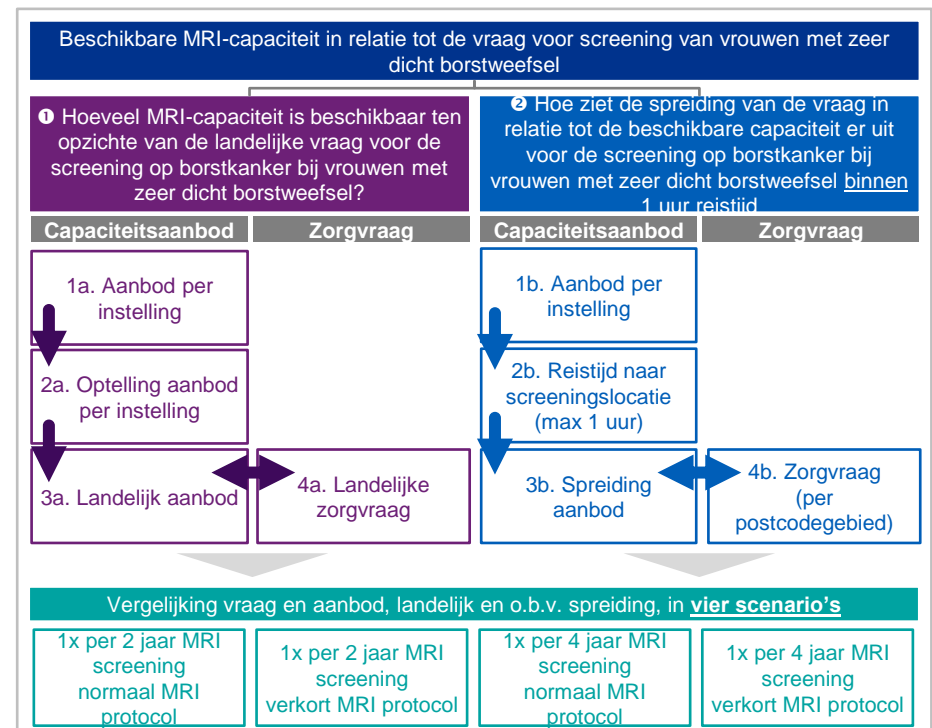 Beschikbare MRI-capaciteit in relatie tot de vraag voor screening van vrouwen met zeer
dicht borstweefsel
❶ Hoeveel MRI-capaciteit is beschikbaar ten
opzichte van de landelijke vraag voor de
screening op borstkanker bij vrouwen met
zeer dicht borstweefsel?
❷ Hoe ziet de spreiding van de vraag in
relatie tot de beschikbare capaciteit er uit
voor de screening op borstkanker bij
vrouwen met zeer dicht borstweefsel binnen
1 uur reistijd
Capaciteitsaanbod
Zorgvraag
Capaciteitsaanbod
Zorgvraag
1a. Aanbod per
instelling
2a. Optelling aanbod
per instelling
3a. Landelijk aanbod
4a. Landelijke
zorgvraag
1b. Aanbod per
instelling
2b. Reistijd naar
screeningslocatie
(max 1 uur)
3b. Spreiding
aanbod
4b. Zorgvraag
(per
postcodegebied)
Vergelijking vraag en aanbod, landelijk en o.b.v. spreiding, in vier scenario's
1x per 2 jaar MRI
screening
normaal MRI
protocol
1x per 2 jaar MRI
screening
verkort MRI protocol
1x per 4 jaar MRI
screening
normaal MRI
protocol
1x per 4 jaar MRI
screening
verkort MRI protocol